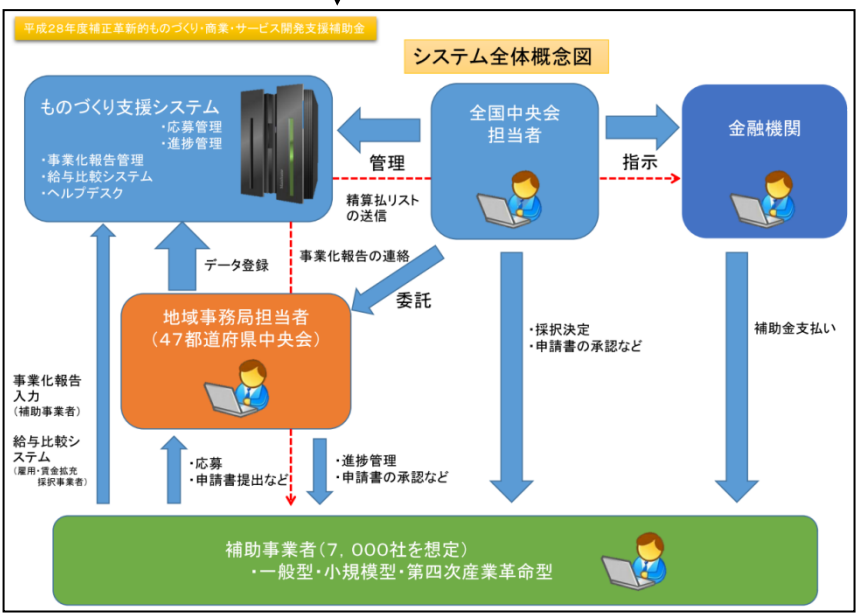 平成28年度補正革新的ものづくり・商業・サービス開発支援補助金
システム全体概念図
ものづくり支援システム
・応募管理
・進捗管理
・事業化報告管理
・給与比較システム
・ヘルプデスク
全国中央会
担当者
金融機関
管理
指示
精算払リスト
の送信
データ登録
事業化報告の連絡
委託
地域事務局担当者
(47都道府県中央会)
・採択決定
・申請書の承認など
補助金支払い
事業化報告
入力
(補助事業者)
給与比較シ
ステム
(雇用・賃金拡充
採択事業者)
・応募
・申請書提出など
・進捗管理
・申請書の承認など
補助事業者(7,000社を想定)
・一般型・小規模型・第四次産業革命型